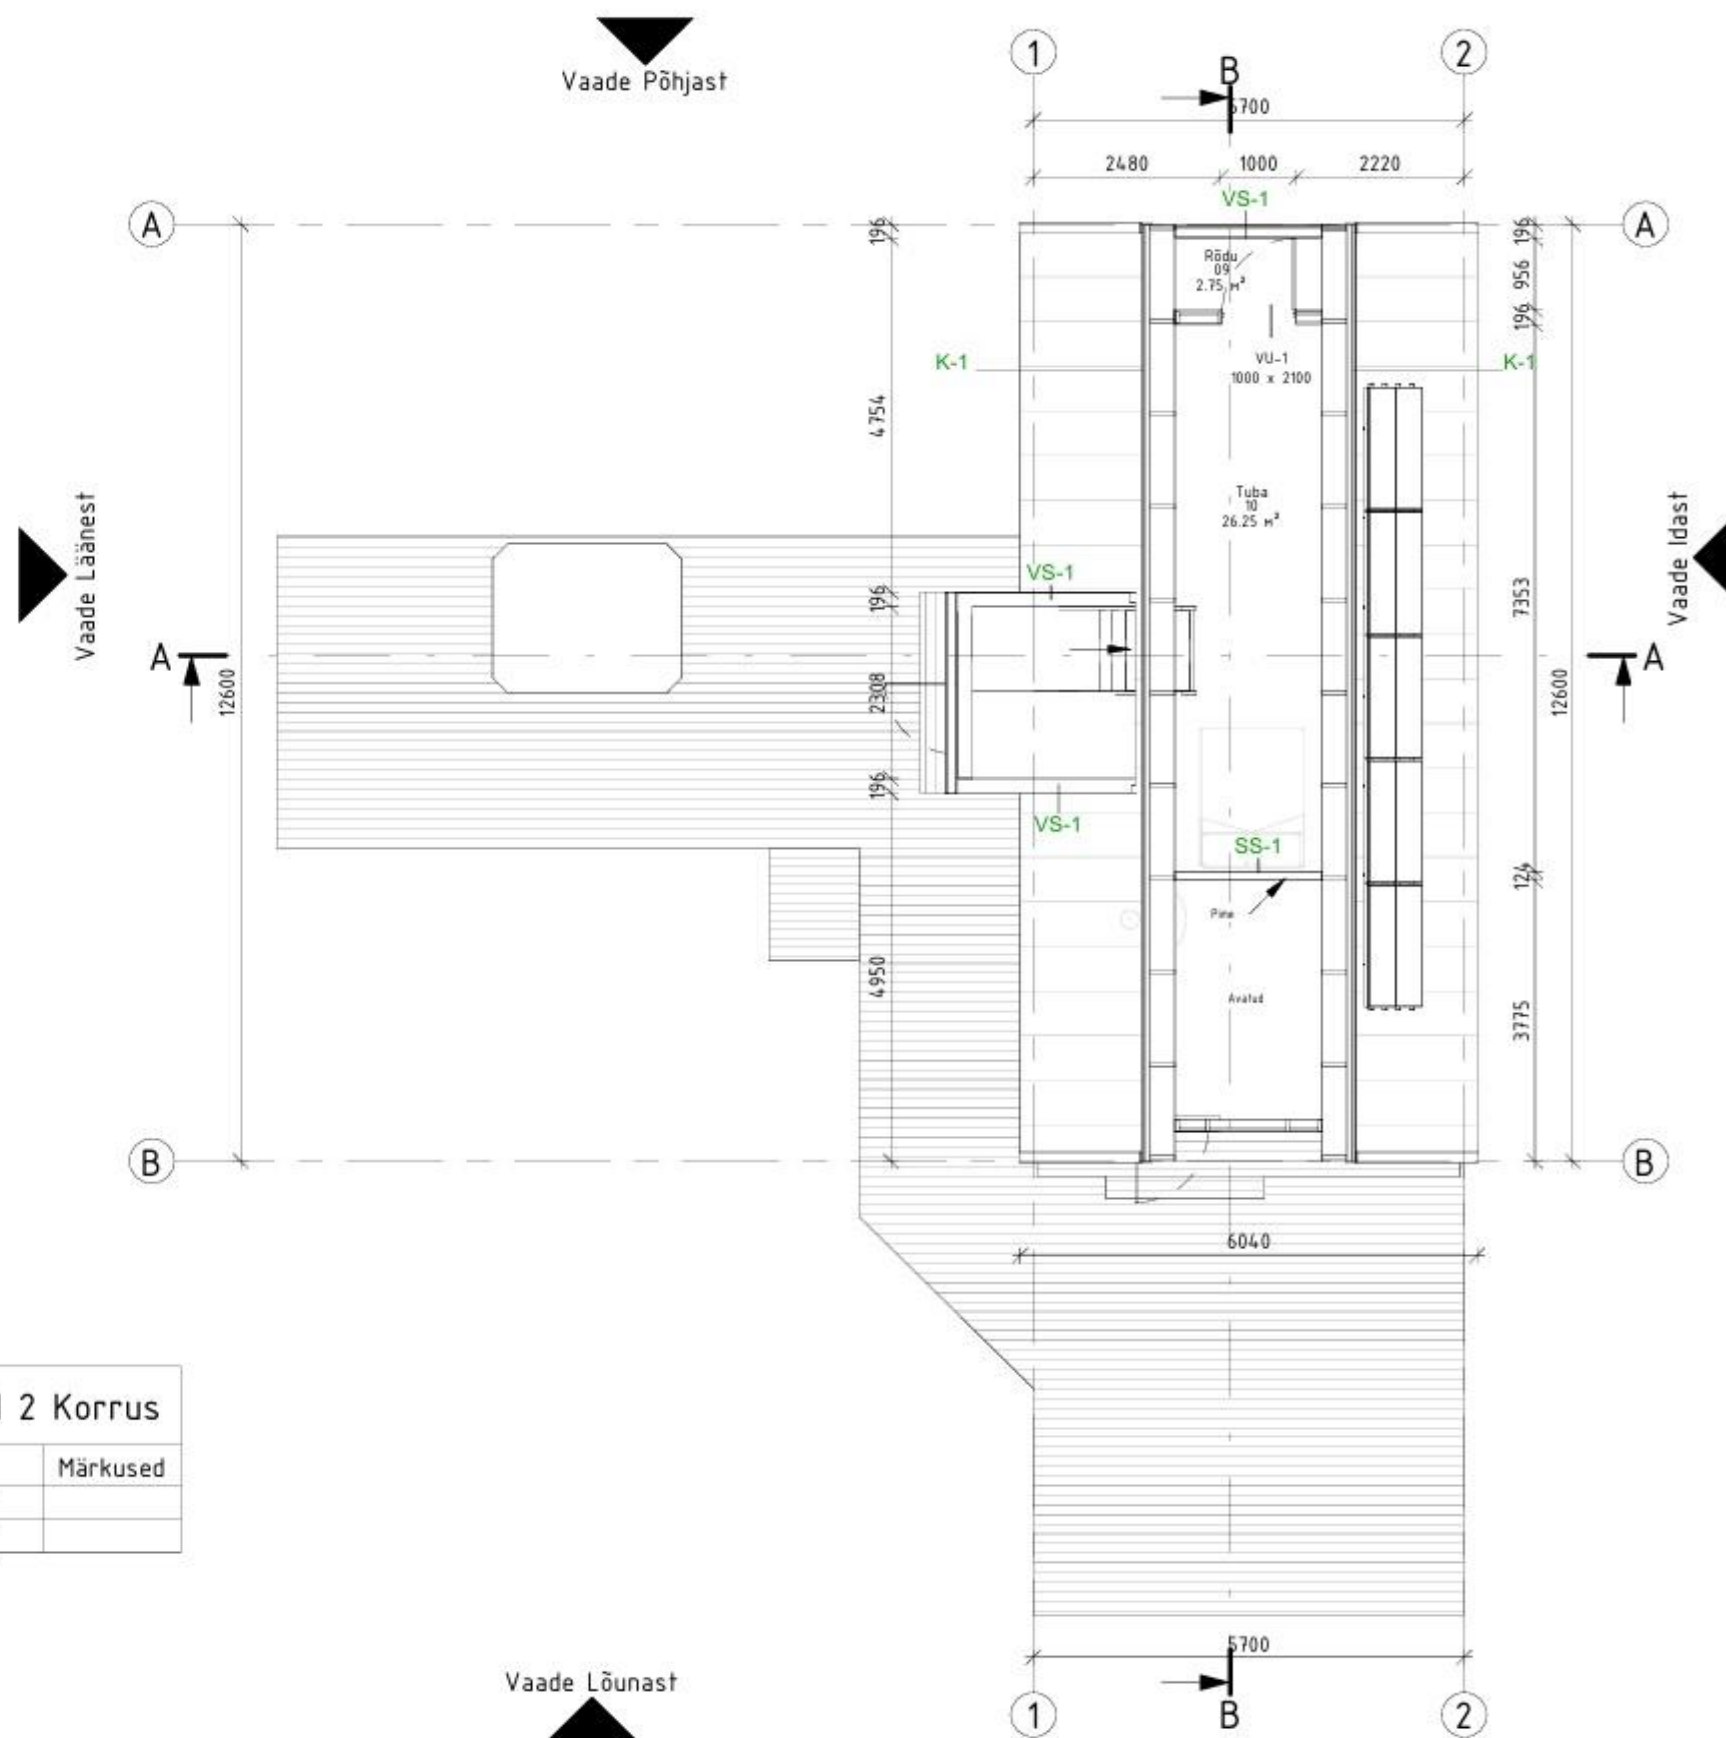 Vaade Põhjast
1
2
B
5700
2480
1000
2220
VS-1
A
A
196
196
Rõdu
09
2.75 м²
956
196
K-1
VU-1
1000 x 2100
K-1
4754
Tuba
10
26.25 м²
Vaade Läänest
Vaade Idast
VS-1
196
7353
A
A
12600
2308
12600
196
VS-1
SS-1
124
Piire
4950
Avatud
3775
B
B
6040
2 Korrus
Märkused
5700
Vaade Lõunast
1
B
2